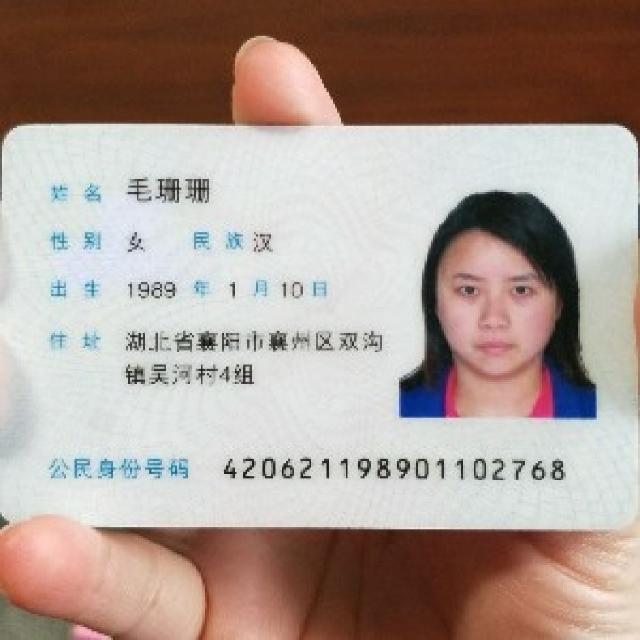 姓名 毛珊珊
性别 女 民族 汉
出生 1989 年 1 月 10 日
住址 湖北省襄阳市襄州区双沟
镇吴河村4组
公民身份号码 420621198901102768